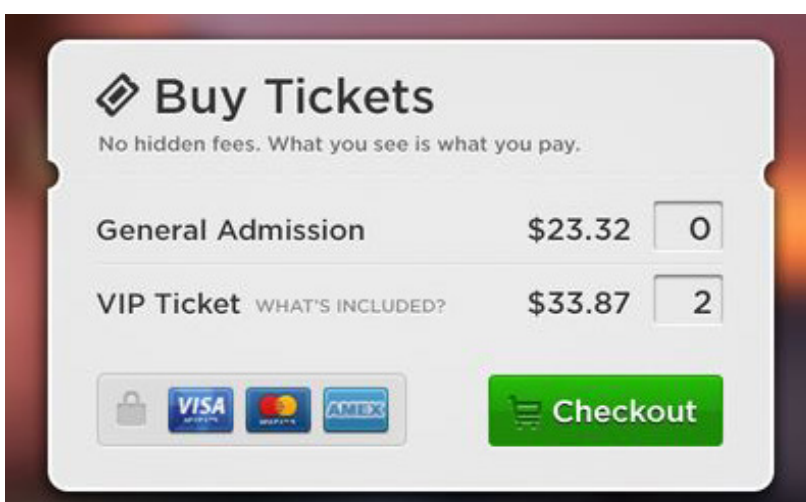 Buy Tickets
No hidden fees. What you see is what you pay.
General Admission $23.32 0
VIP Ticket WHAT'S INCLUDED? $33.87 2
VISA AMEX Checkout